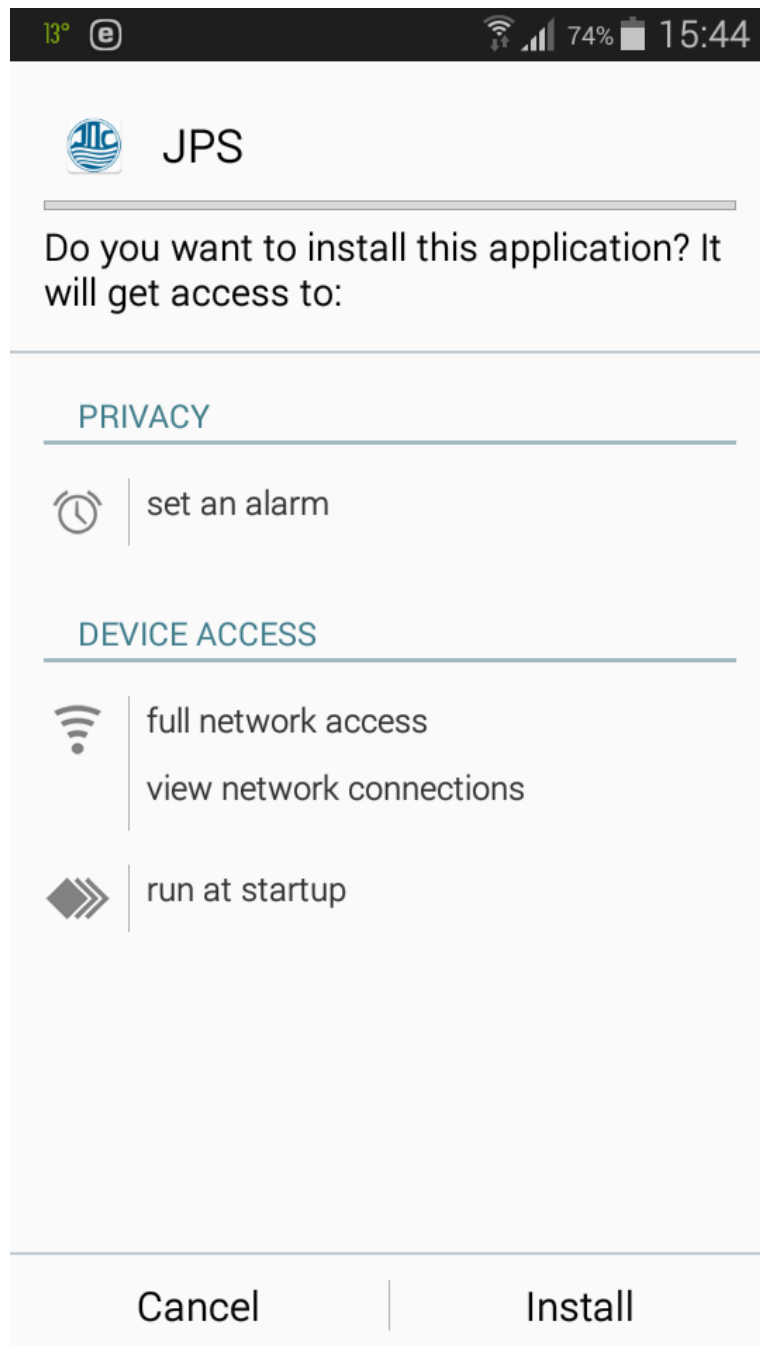 13° e 74% 15:44
JPS
Do you want to install this application? It
will get access to:
PRIVACY
set an alarm
DEVICE ACCESS
full network access
view network connections
run at startup
Cancel Install